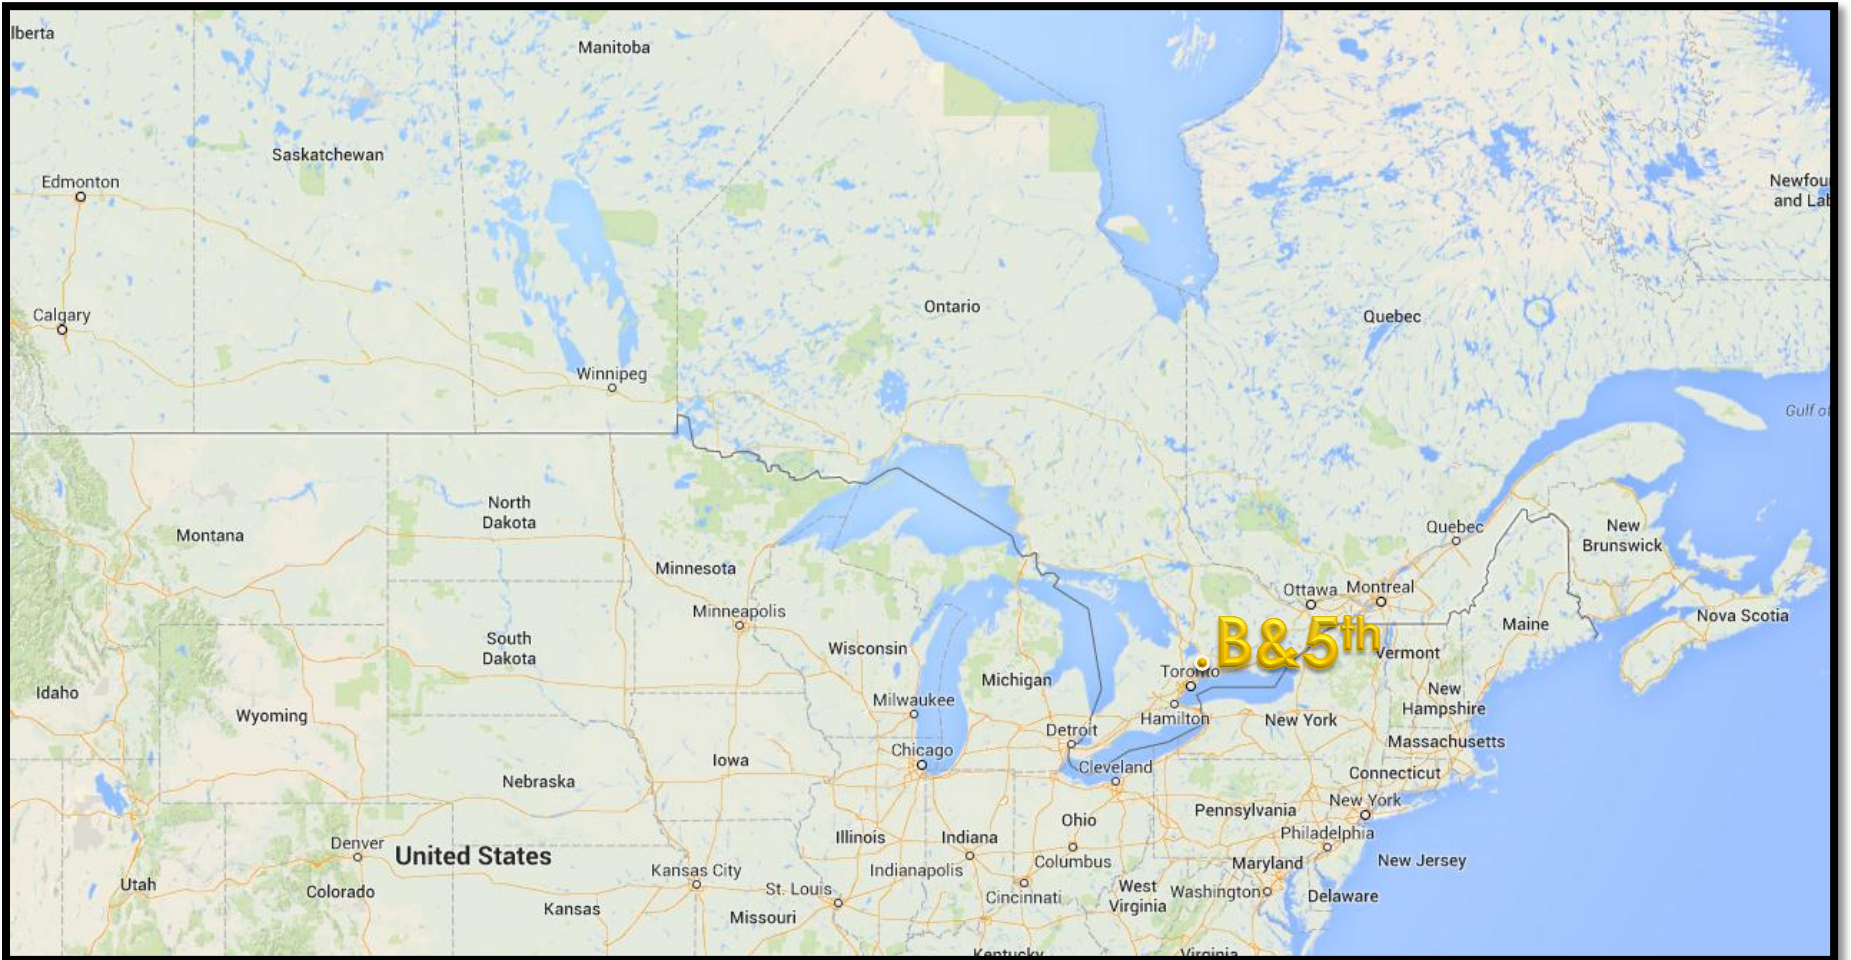 lberta
Manitoba
Saskatchewan
Edmonton
Newfou
and Lab
Calgary
Ontario
Quebec
Winnipeg
Gulf of
North
Dakota
Montana
Quebec
New
Brunswick
Minnesota
Ottawa
Montreal
Minneapolis
Nova Scotia
Maine
B&5th
South
Dakota
Wisconsin
Vermont
Toronto
Michigan
Idaho
New
Hampshire
Milwaukee
Wyoming
Hamilton
New York
Detroit
Massachusetts
Chicago
Iowa
Cleveland
Connecticut
Nebraska
New York
Pennsylvania
Ohio
Philadelphia
Illinois
Indiana
Denver
United States
Columbus
New Jersey
Maryland
Kansas City
Indianapolis
Utah
Colorado
St. Louis
West
Virginia
Washington
Cincinnati
Delaware
Kansas
Missouri
Kentucky
Virginia